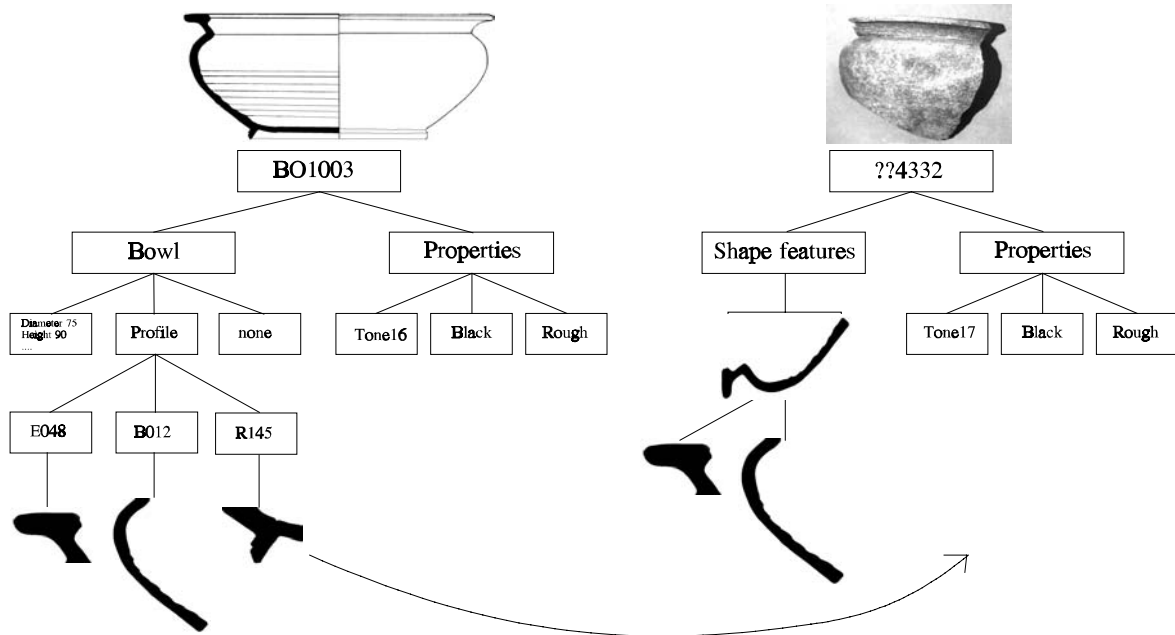 BO1003
??4332
Bowl
Properties
Shape features
Properties
Diameter 75
Height 90
....
Profile
none
Tone16
Black
Rough
Tone17
Black
Rough
E048
B012
R145